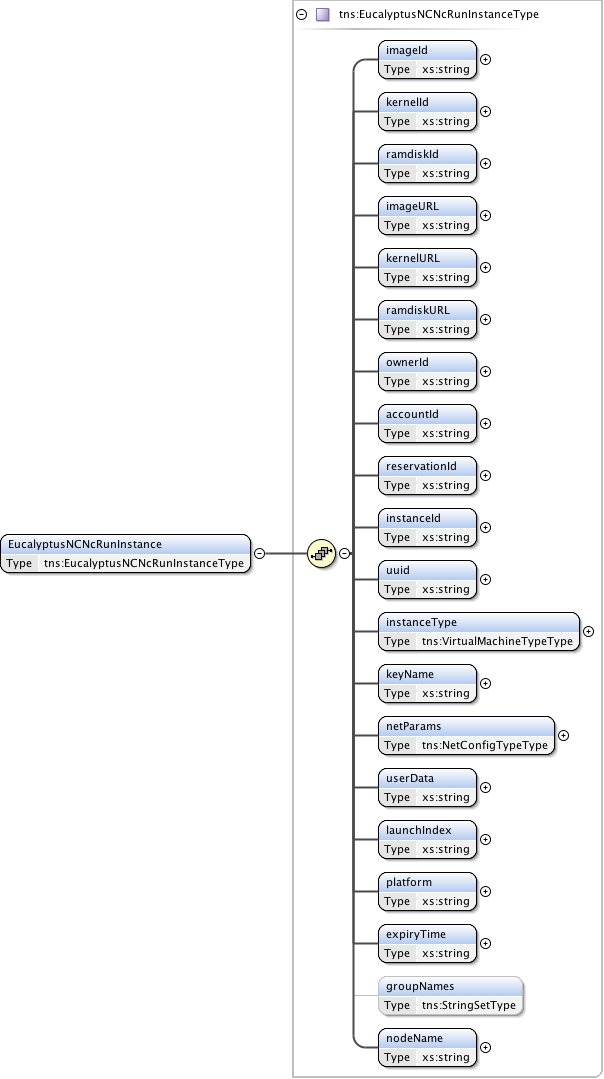 tns:EucalyptusNCNcRunInstanceType
imageId
Type xs:string
kernelId
Type xs:string
ramdiskId
Type xs:string
imageURL
Type xs:string
kernelURL
Type xs:string
ramdiskURL
Type xs:string
ownerId
Type xs:string
accountId
Type xs:string
reservationId
Type xs:string
instanceId
Type xs:string
EucalyptusNCNcRunInstance
Type tns:EucalyptusNCNcRunInstanceType
uuid
Type xs:string
instanceType
Type tns:VirtualMachineTypeType
keyName
Type xs:string
netParams
Type tns:NetConfigTypeType
userData
Type xs:string
launchIndex
Type xs:string
platform
Type xs:string
expiryTime
Type xs:string
groupNames
Type tns:StringSetType
nodeName
Type xs:string